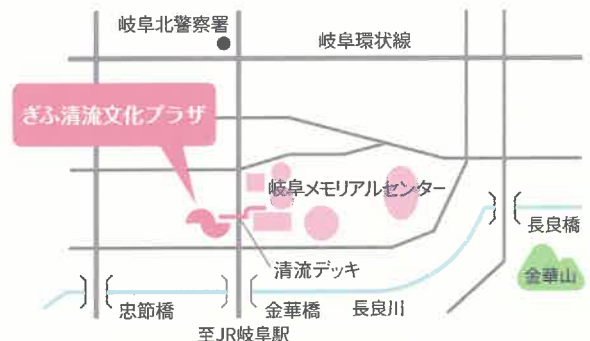 岐阜北警察署
岐阜環状線
ぎふ清流文化プラザ
岐阜メモリアルセンター
長良橋
清流デッキ
金華山
忠節橋
金華橋
長良川
至JR岐阜駅